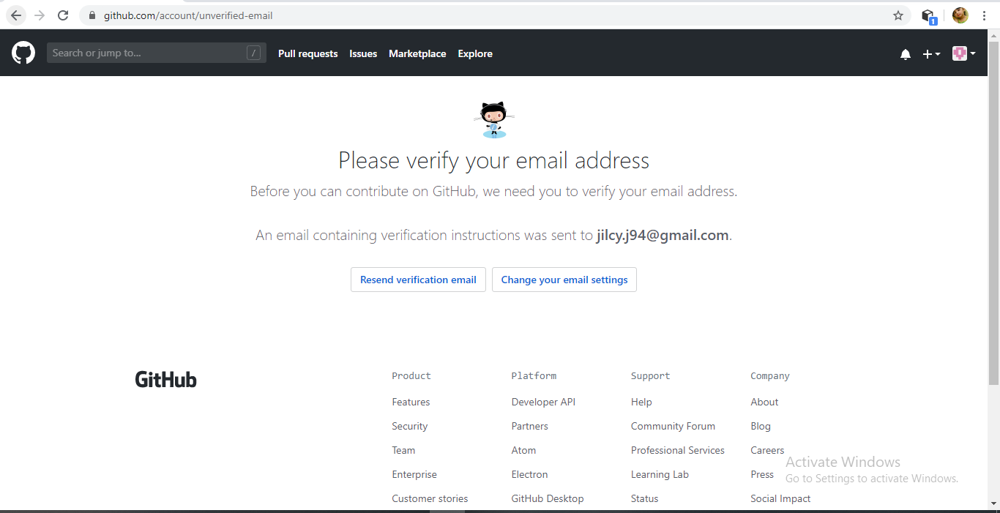 github.com/account/unverified-email
1
Search or jump to... /
Pull requests Issues Marketplace Explore
Please verify your email address
Before you can contribute on GitHub, we need you to verify your email address.
An email containing verification instructions was sent to jilcy.j94@gmail.com.
Resend verification email Change your email settings
GitHub
Product Platform Support Company
Features Developer API Help About
Security Partners Community Forum Blog
Team Atom Professional Services Careers
Enterprise Electron Learning Lab Press
Customer stories GitHub Desktop Status Social Impact
Activate Windows
Go to Settings to activate Windows.